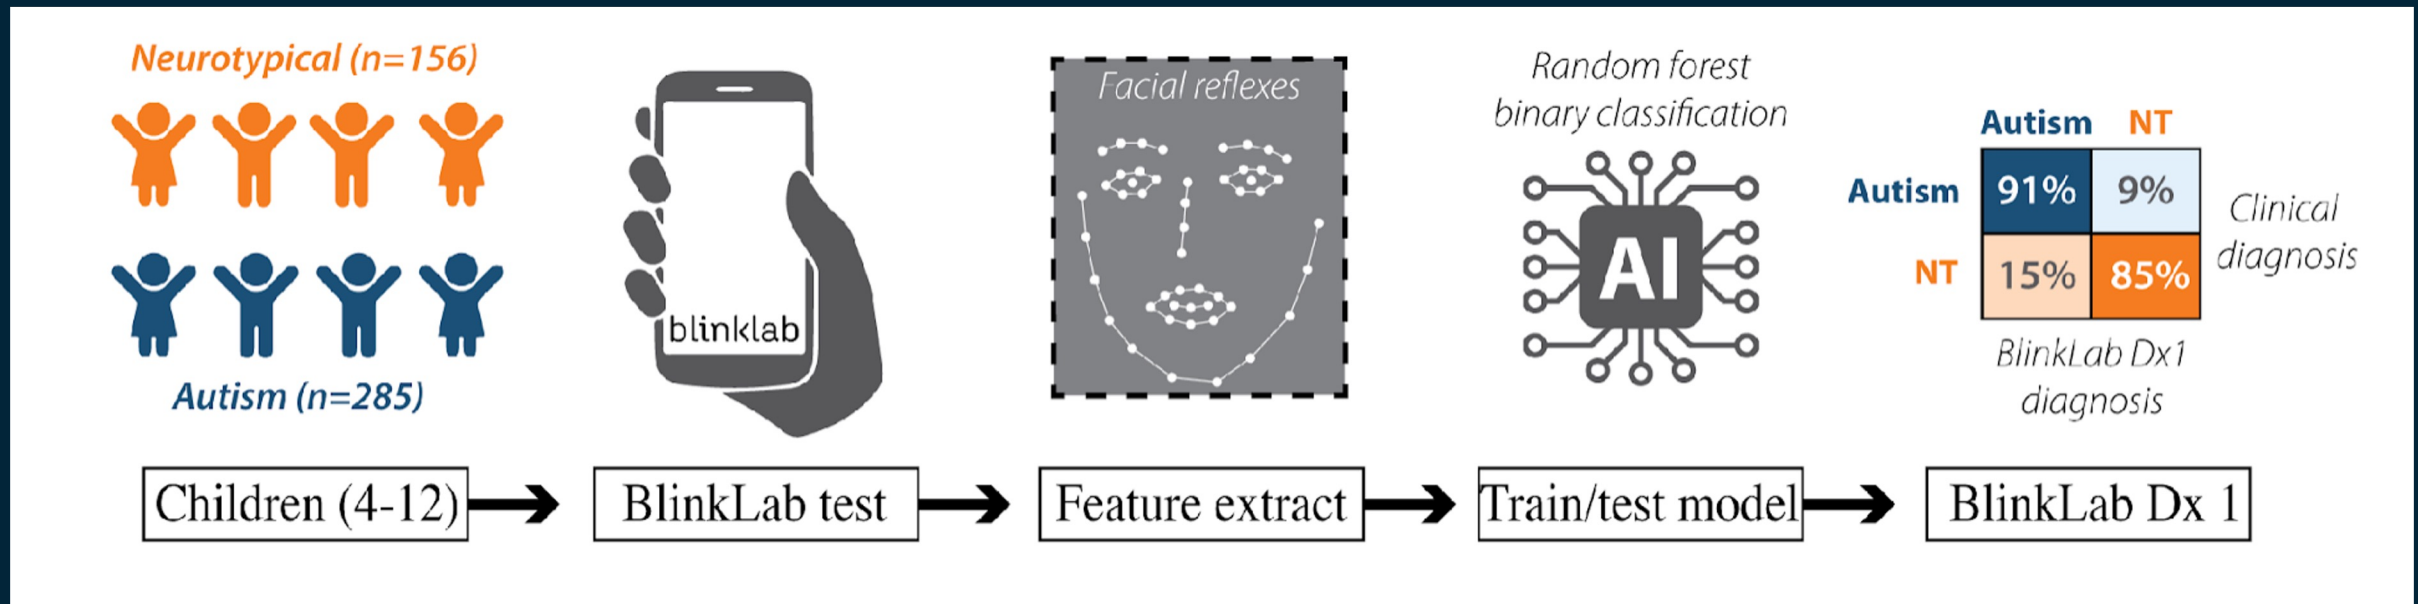 Neurotypical (n=156)
Autism (n=285)
blinklab
Facial reflexes
Random forest
binary classification
AI
Autism NT
Autism 91% 9%
NT 15% 85%
Clinical
diagnosis
BlinkLab Dx1
diagnosis
Children (4-12)
BlinkLab test
Feature extract
Train/test model
BlinkLab Dx 1